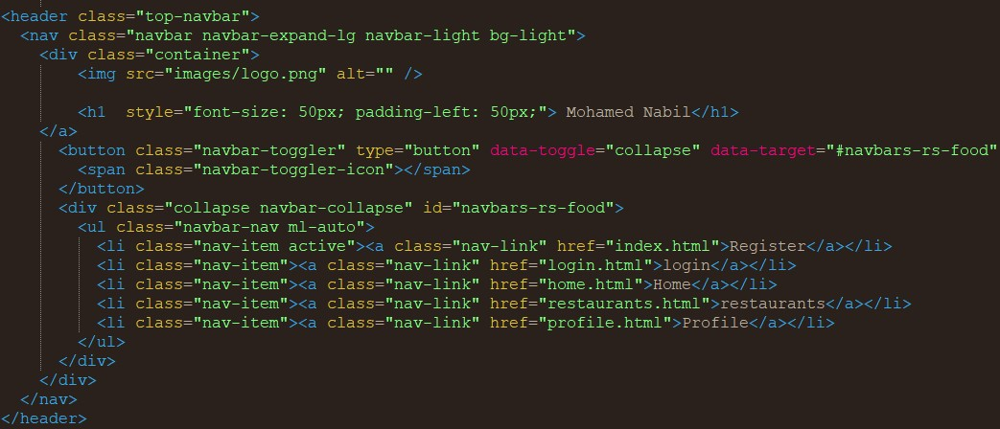 <header class="top-navbar">
<nav class="navbar navbar-expand-lg navbar-light bg-light">
<div class="container">
<img src="images/logo.png" alt="" />
<h1  style="font-size: 50px; padding-left: 50px;"> Mohamed Nabil</h1>
</a>
<button class="navbar-toggler" type="button" data-toggle="collapse" data-target="#navbars-rs-food"
<span class="navbar-toggler-icon"></span>
</button>
<div class="collapse navbar-collapse" id="navbars-rs-food">
<ul class="navbar-nav ml-auto">
<li class="nav-item active"><a class="nav-link" href="index.html">Register</a></li>
<li class="nav-item"><a class="nav-link" href="login.html">login</a></li>
<li class="nav-item"><a class="nav-link" href="home.html">Home</a></li>
<li class="nav-item"><a class="nav-link" href="restaurants.html">restaurants</a></li>
<li class="nav-item"><a class="nav-link" href="profile.html">Profile</a></li>
</ul>
</div>
</div>
</nav>
</header>